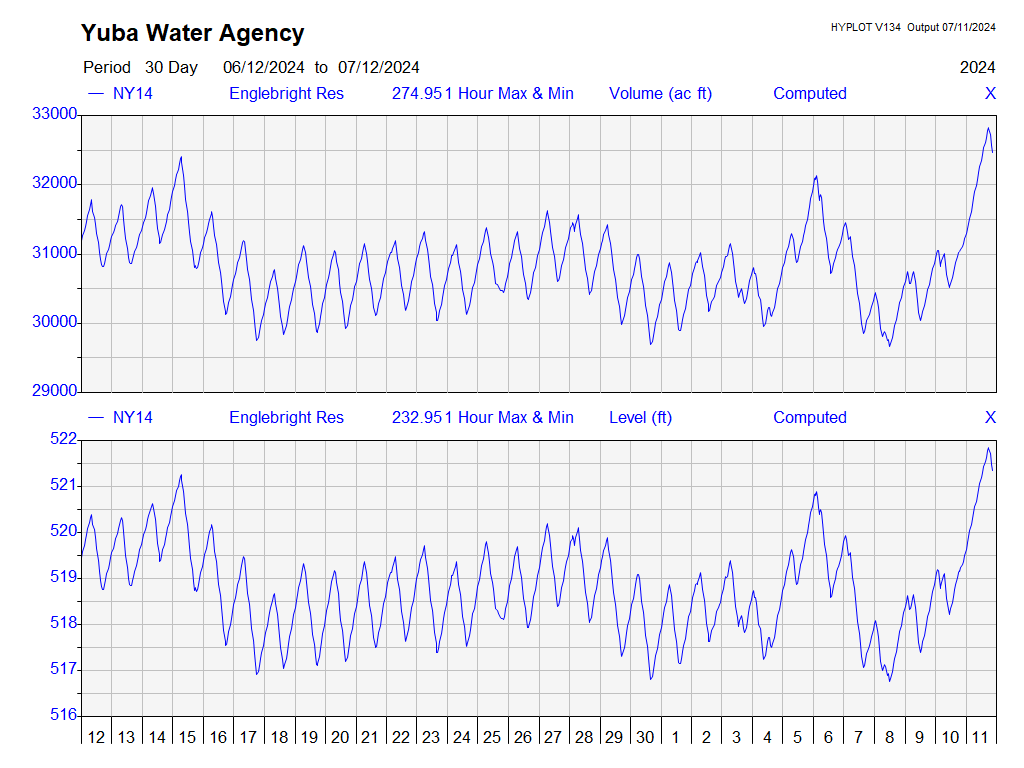 Yuba Water Agency
HYPLOT V134 Output 07/11/2024
Period 30 Day 06/12/2024 to 07/12/2024 2024
NY14 Englebright Res 274.951 Hour Max & Min Volume (ac ft) Computed X
33000
32000
31000
30000
29000
NY14 Englebright Res 232.951 Hour Max & Min Level (ft) Computed X
522
521
520
519
518
517
516
12 13 14 15 16 17 18 19 20 21 22 23 24 25 26 27 28 29 30 1 2 3 4 5 6 7 8 9 10 11